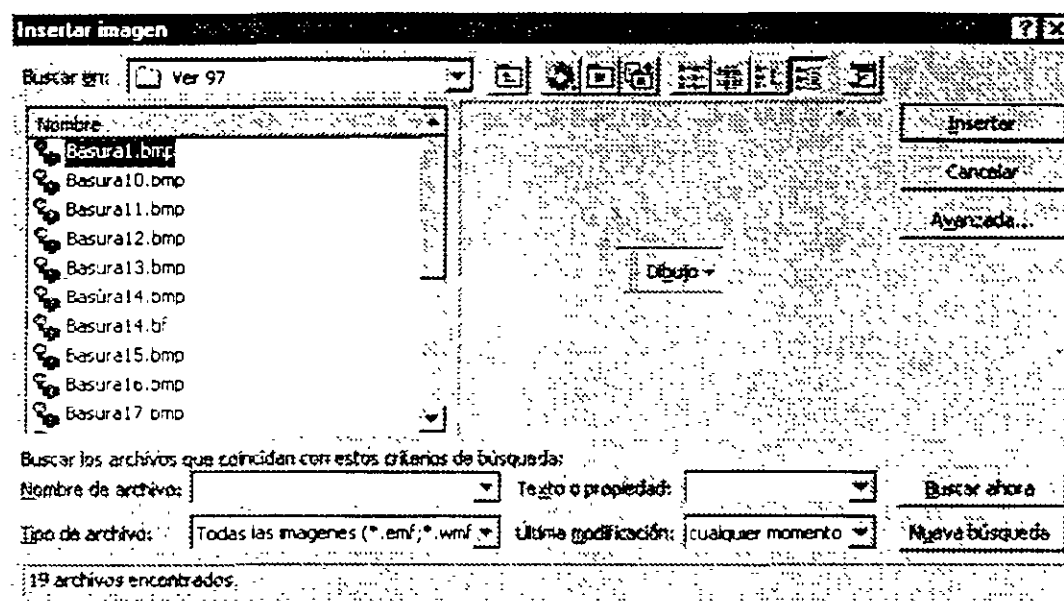 Insertar imagen
Buscar en: Ver 97
Nombre
Basura1.bmp
Basura10.bmp
Basura11.bmp
Basura12.bmp
Basura13.bmp
Basura14.bmp
Basura14.bf
Basura15.bmp
Basura16.bmp
Basura17.bmp
Dibujo
Insertar
Cancelar
Avanzada...
Buscar los archivos que coincidan con estos criterios de búsqueda:
Nombre de archivo: Texto o propiedad: Buscar ahora
Tipo de archivo: Todas las imagenes (*.emf;*.wmf Última modificación: cualquier momento Nueva búsqueda
19 archivos encontrados.